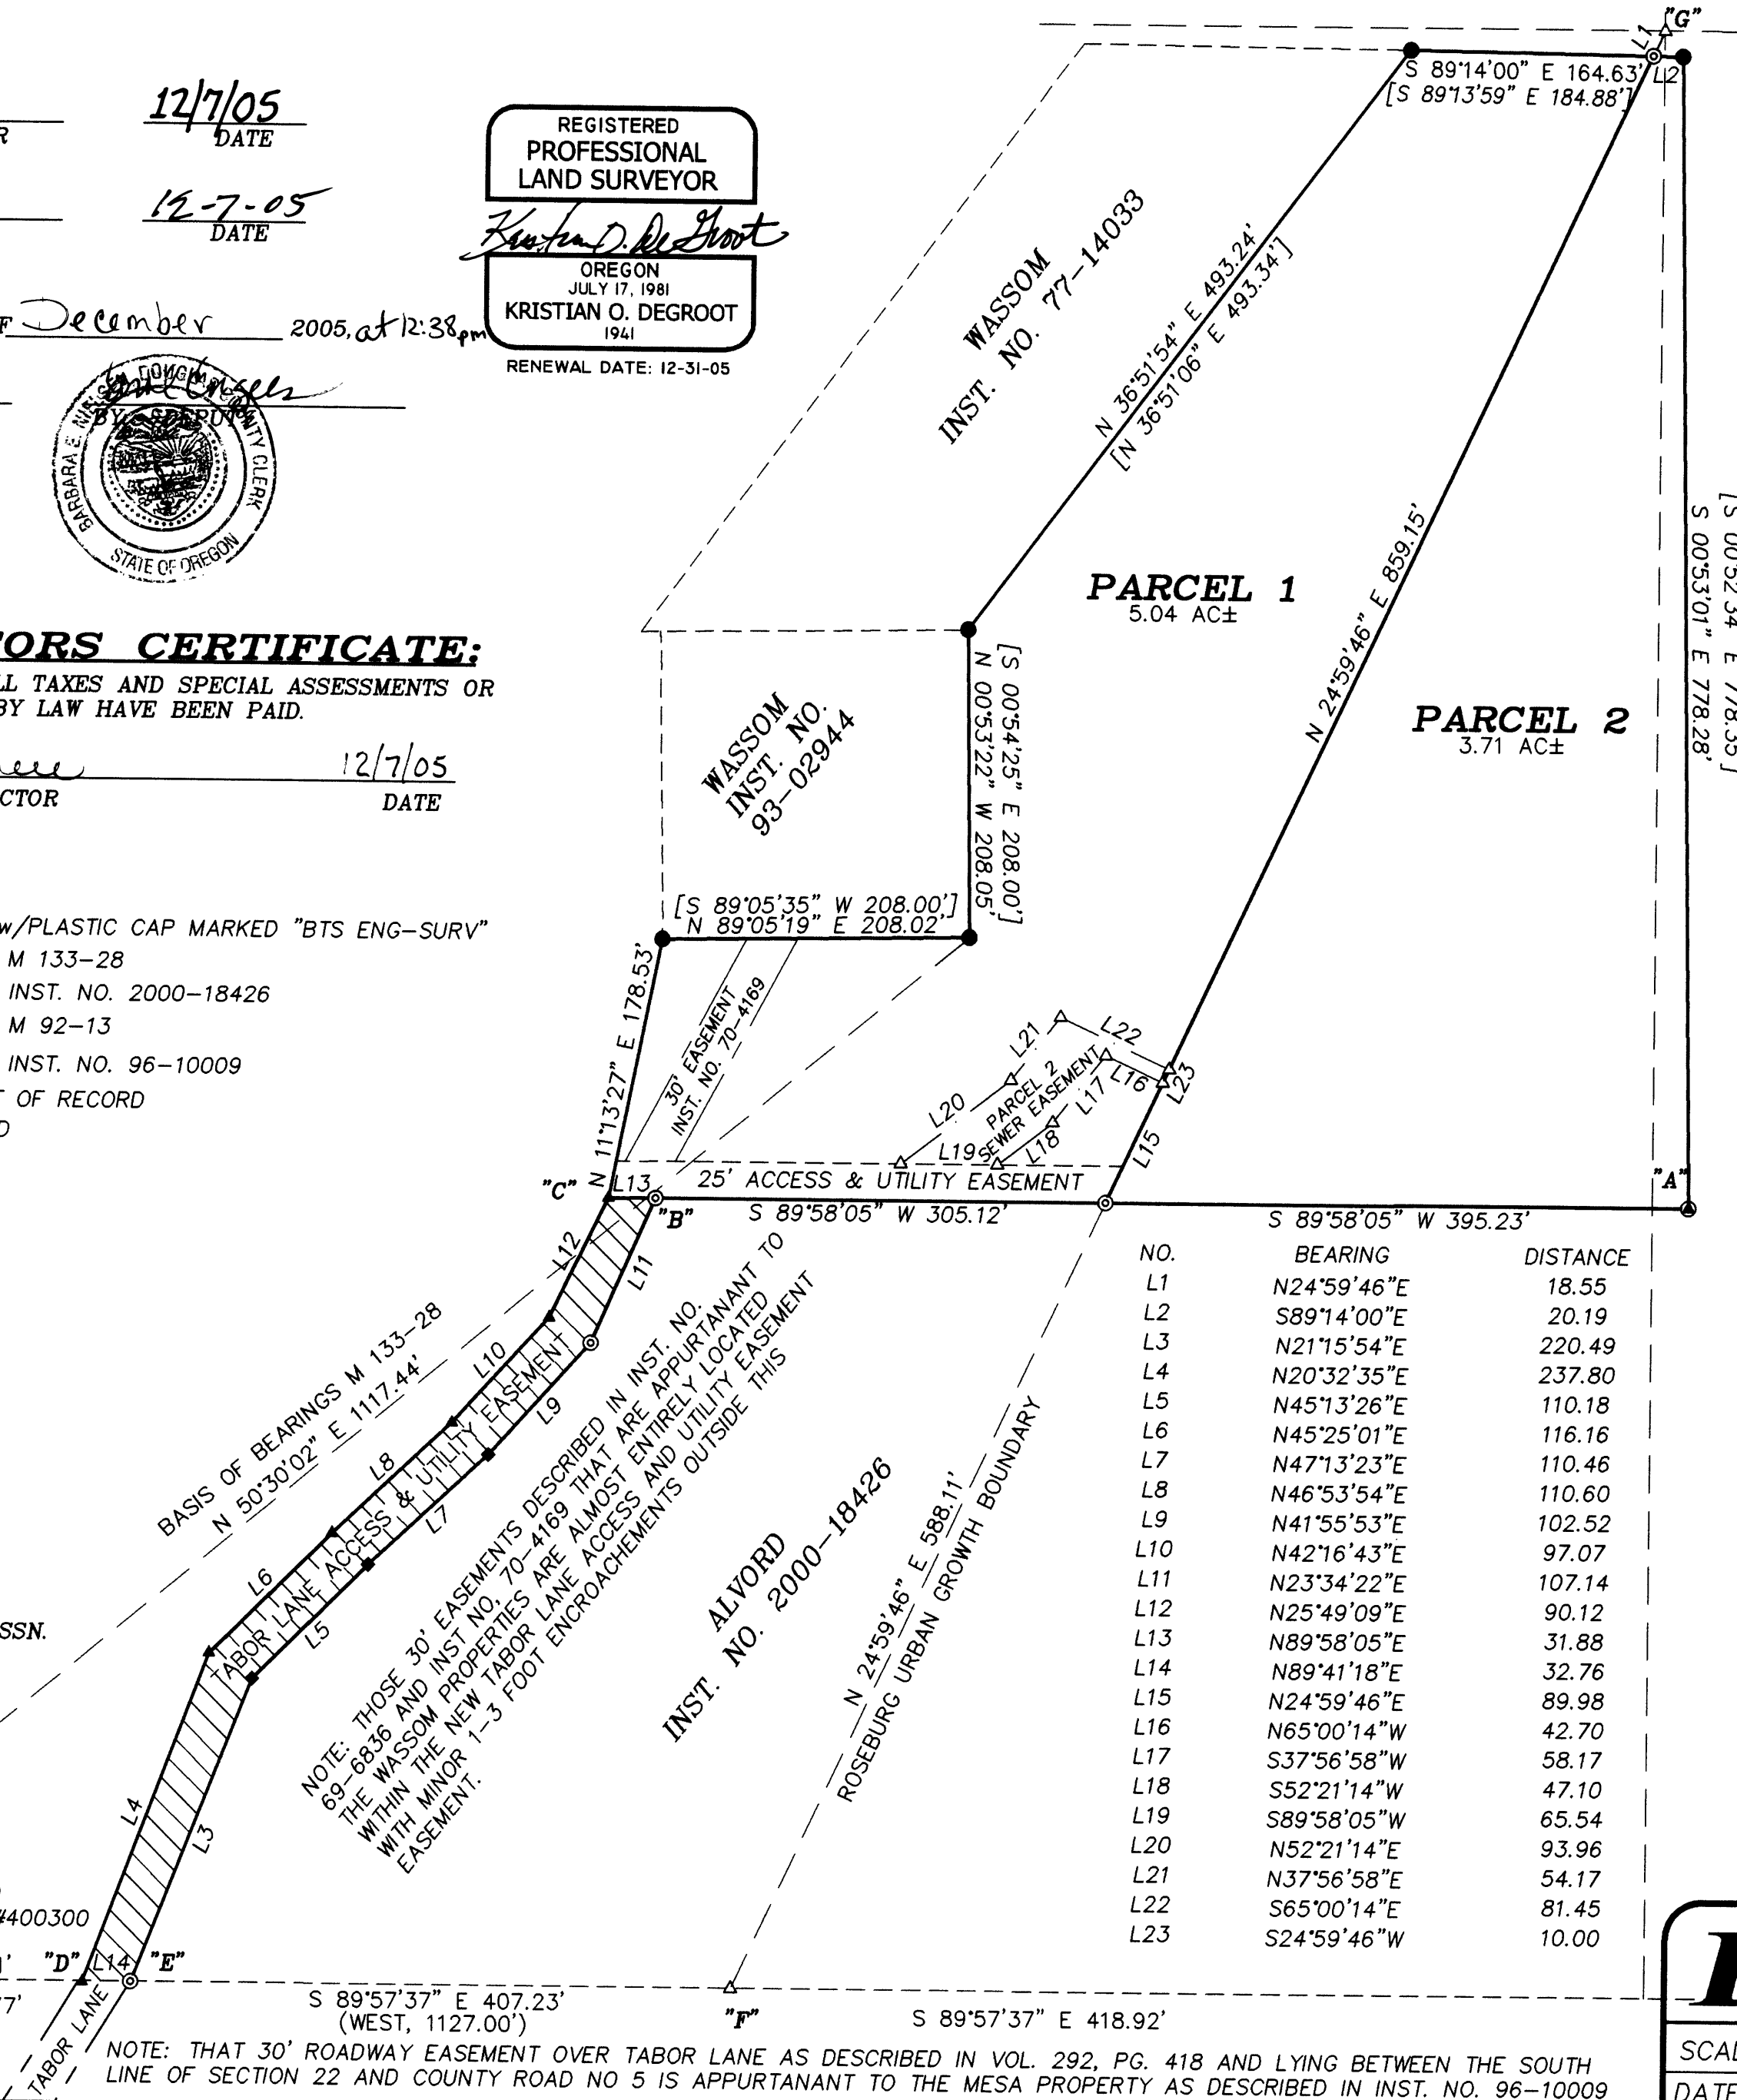 "G"
L1
S 89°14'00" E 164.63'
L2
[S 89°13'59" E 184.88']
12/7/05
R
DATE
12-7-05
DATE
REGISTERED
PROFESSIONAL
LAND SURVEYOR
Kristian O. DeGroot
OREGON
JULY 17, 1981
KRISTIAN O. DEGROOT
1941
RENEWAL DATE: 12-31-05
F December 2005, at 12:38pm
BY DEPUTY
BARBARA E. NIELSEN, DOUGLAS COUNTY CLERK
STATE OF OREGON
WASSOM
INST. NO. 77-14033
N 36°51'54" E 493.24'
[N 36°51'06" E 493.34']
[S 00°52'34" E 778.35']
S 00°53'01" E 778.28'
PARCEL 1
5.04 AC±
N 24°59'46" E 859.15'
PARCEL 2
3.71 AC±
TORS CERTIFICATE:
LL TAXES AND SPECIAL ASSESSMENTS OR
BY LAW HAVE BEEN PAID.
12/7/05
CTOR
DATE
WASSOM
INST. NO.
93-02944
[S 00°54'25" E 208.00']
N 00°53'22" W 208.05'
[S 89°05'35" W 208.00']
N 89°05'19" E 208.02'
w/PLASTIC CAP MARKED "BTS ENG-SURV"
M 133-28
INST. NO. 2000-18426
M 92-13
INST. NO. 96-10009
T OF RECORD
D
N 11°13'27" E 178.53'
30' EASEMENT
INST. NO. 70-4169
L21
L22
L20
PARCEL 2
SEWER EASEMENT
L17
L16
L23
L19
L18
L15
"C"
L13
25' ACCESS & UTILITY EASEMENT
"A"
"B"
S 89°58'05" W 305.12'
S 89°58'05" W 395.23'
L12
L11
L10
L9
L8
L7
L6
L5
L4
L3
TABOR LANE ACCESS & UTILITY EASEMENT
BASIS OF BEARINGS M 133-28
N 50°30'02" E 1117.44'
NOTE: THOSE 30' EASEMENTS DESCRIBED IN INST. NO.
69-6836 AND INST NO. 70-4169 THAT ARE APPURTANANT TO
THE WASSOM PROPERTIES ARE ALMOST ENTIRELY LOCATED
WITHIN THE NEW TABOR LANE ACCESS AND UTILITY EASEMENT
WITH MINOR 1-3 FOOT ENCROACHEMENTS OUTSIDE THIS
EASEMENT.
ALVORD
INST. NO. 2000-18426
N 24°59'46" E 588.11'
ROSEBURG URBAN GROWTH BOUNDARY
NO. BEARING DISTANCE
L1 N24°59'46"E 18.55
L2 S89°14'00"E 20.19
L3 N21°15'54"E 220.49
L4 N20°32'35"E 237.80
L5 N45°13'26"E 110.18
L6 N45°25'01"E 116.16
L7 N47°13'23"E 110.46
L8 N46°53'54"E 110.60
L9 N41°55'53"E 102.52
L10 N42°16'43"E 97.07
L11 N23°34'22"E 107.14
L12 N25°49'09"E 90.12
L13 N89°58'05"E 31.88
L14 N89°41'18"E 32.76
L15 N24°59'46"E 89.98
L16 N65°00'14"W 42.70
L17 S37°56'58"W 58.17
L18 S52°21'14"W 47.10
L19 S89°58'05"W 65.54
L20 N52°21'14"E 93.96
L21 N37°56'58"E 54.17
L22 S65°00'14"E 81.45
L23 S24°59'46"W 10.00
SSN.
#400300
"D"
L14
"E"
7'
TABOR LANE
S 89°57'37" E 407.23'
(WEST, 1127.00')
"F"
S 89°57'37" E 418.92'
NOTE: THAT 30' ROADWAY EASEMENT OVER TABOR LANE AS DESCRIBED IN VOL. 292, PG. 418 AND LYING BETWEEN THE SOUTH
LINE OF SECTION 22 AND COUNTY ROAD NO 5 IS APPURTANANT TO THE MESA PROPERTY AS DESCRIBED IN INST. NO. 96-10009
SCAL
DATE